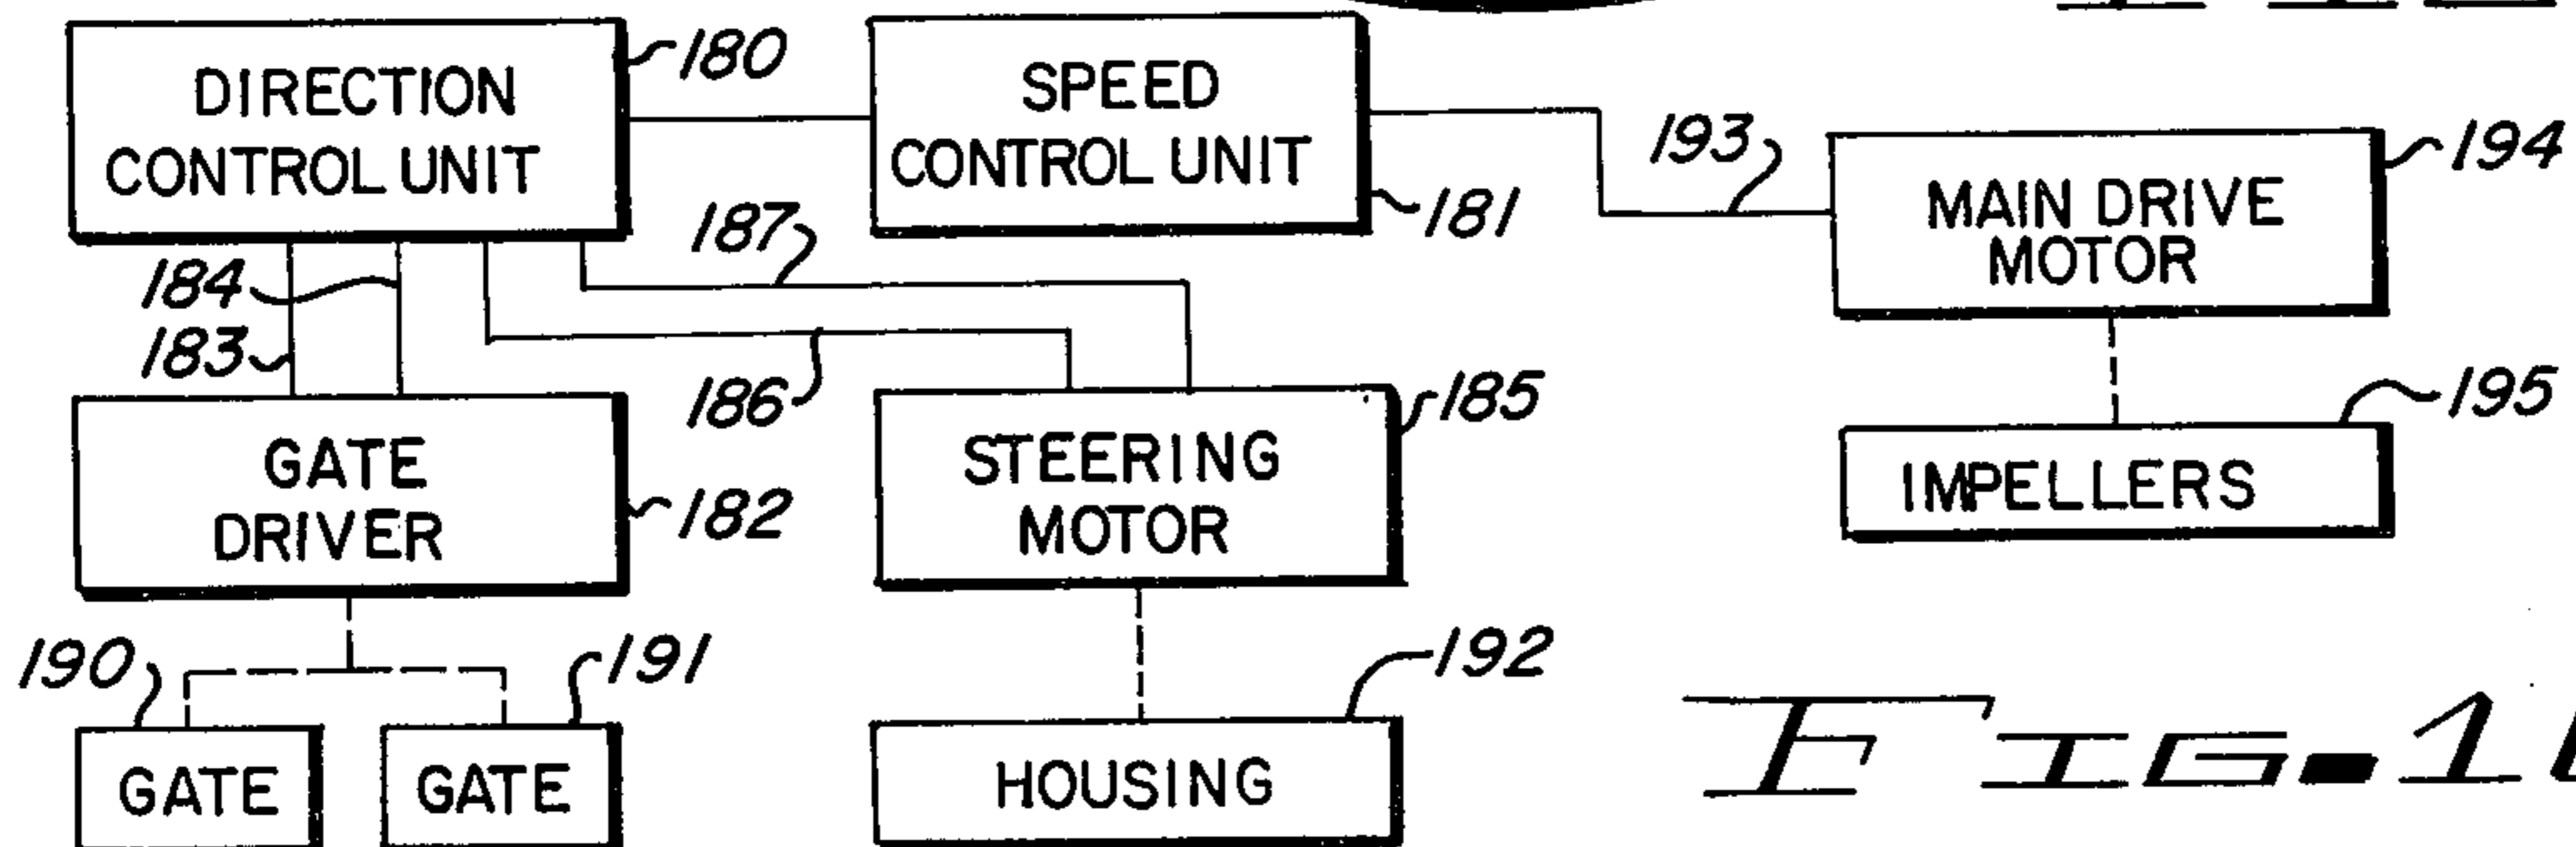 DIRECTION
CONTROL UNIT
180
SPEED
CONTROL UNIT
181
193
MAIN DRIVE
MOTOR
194
187
184
183
186
GATE
DRIVER
182
STEERING
MOTOR
185
IMPELLERS
195
190
GATE
191
GATE
192
HOUSING